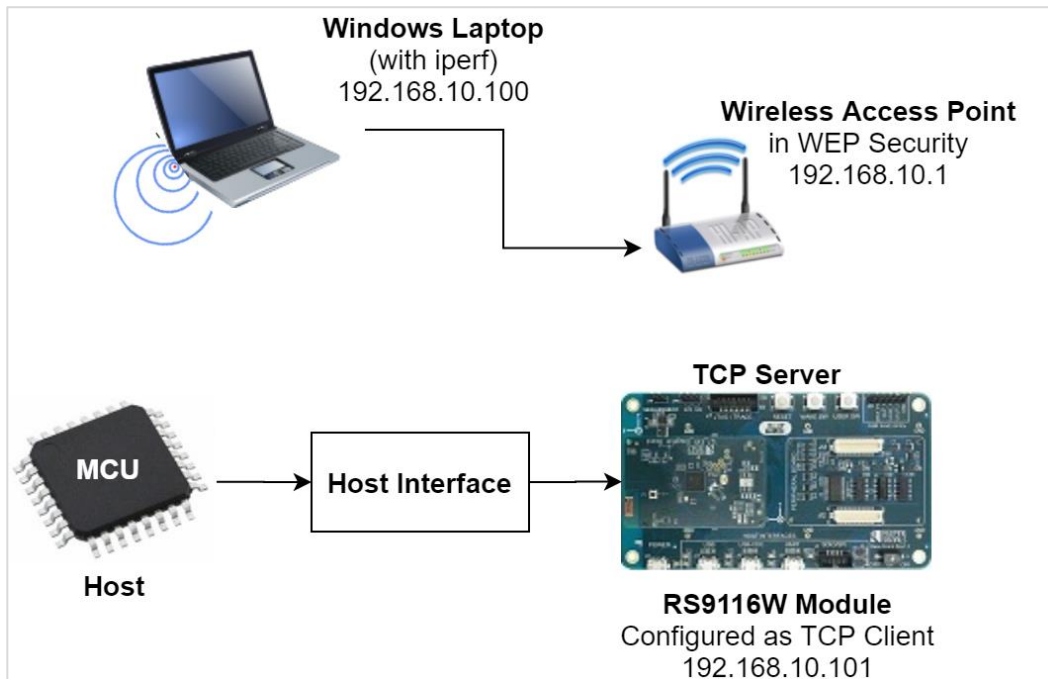 Windows Laptop
(with iperf)
192.168.10.100
Wireless Access Point
in WEP Security
192.168.10.1
TCP Server
MCU
Host Interface
Host
RS9116W Module
Configured as TCP Client
192.168.10.101